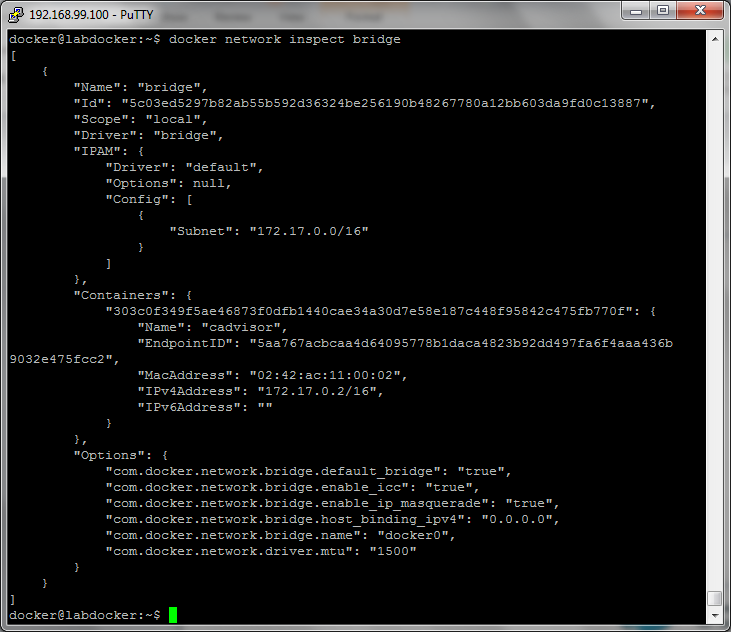 192.168.99.100 - PuTTY
docker@labdocker:~$ docker network inspect bridge
[
    {
        "Name": "bridge",
        "Id": "5c03ed5297b82ab55b592d36324be256190b48267780a12bb603da9fd0c13887",
        "Scope": "local",
        "Driver": "bridge",
        "IPAM": {
            "Driver": "default",
            "Options": null,
            "Config": [
                {
                    "Subnet": "172.17.0.0/16"
                }
            ]
        },
        "Containers": {
            "303c0f349f5ae46873f0dfb1440cae34a30d7e58e187c448f95842c475fb770f": {
                "Name": "cadvisor",
                "EndpointID": "5aa767acbcaa4d64095778b1daca4823b92dd497fa6f4aaa436b
9032e475fcc2",
                "MacAddress": "02:42:ac:11:00:02",
                "IPv4Address": "172.17.0.2/16",
                "IPv6Address": ""
            }
        },
        "Options": {
            "com.docker.network.bridge.default_bridge": "true",
            "com.docker.network.bridge.enable_icc": "true",
            "com.docker.network.bridge.enable_ip_masquerade": "true",
            "com.docker.network.bridge.host_binding_ipv4": "0.0.0.0",
            "com.docker.network.bridge.name": "docker0",
            "com.docker.network.driver.mtu": "1500"
        }
    }
]
docker@labdocker:~$